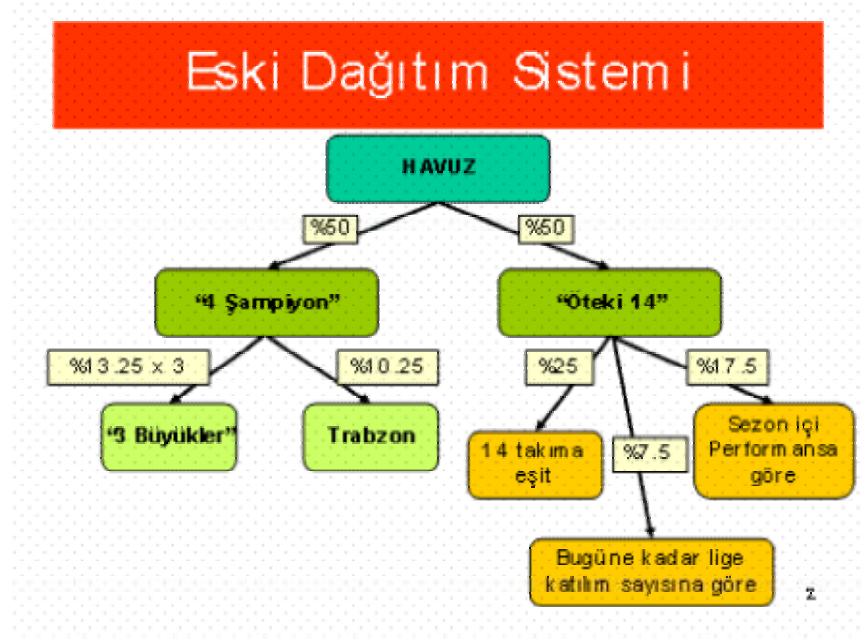 Eski Dağıtım Sistemi
HAVUZ
%50
%50
"4 Şampiyon"
"Öteki 14"
%13.25 x 3
%10.25
%25
%17.5
"3 Büyükler"
Trabzon
14 takıma
eşit
%7.5
Sezon içi
Performansa
göre
Bugüne kadar lige
katılım sayısına göre
2